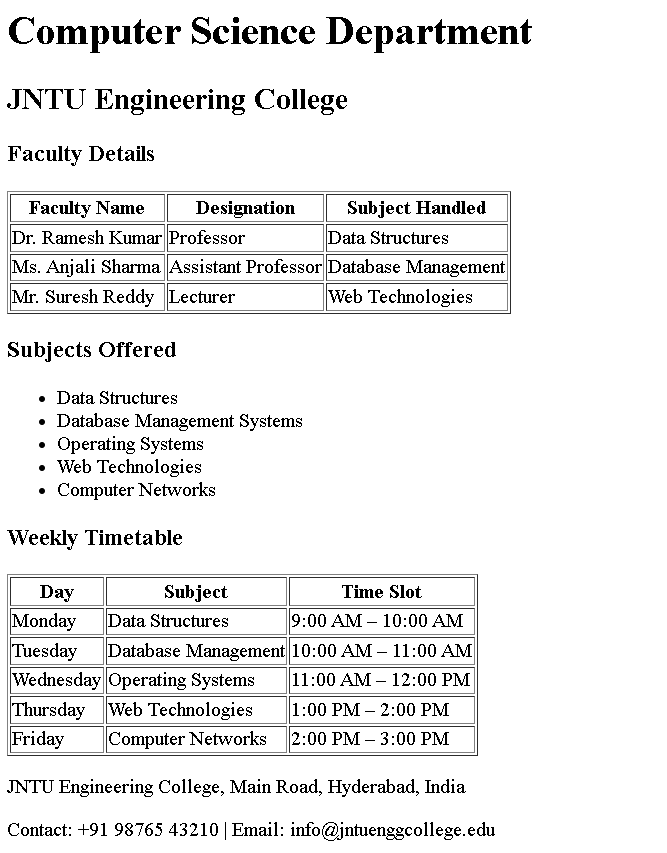 Computer Science Department
JNTU Engineering College
Faculty Details
Faculty Name Designation Subject Handled
Dr. Ramesh Kumar Professor Data Structures
Ms. Anjali Sharma Assistant Professor Database Management
Mr. Suresh Reddy Lecturer Web Technologies
Subjects Offered
• Data Structures
• Database Management Systems
• Operating Systems
• Web Technologies
• Computer Networks
Weekly Timetable
Day Subject Time Slot
Monday Data Structures 9:00 AM – 10:00 AM
Tuesday Database Management 10:00 AM – 11:00 AM
Wednesday Operating Systems 11:00 AM – 12:00 PM
Thursday Web Technologies 1:00 PM – 2:00 PM
Friday Computer Networks 2:00 PM – 3:00 PM
JNTU Engineering College, Main Road, Hyderabad, India
Contact: +91 98765 43210 | Email: info@jntuenggcollege.edu